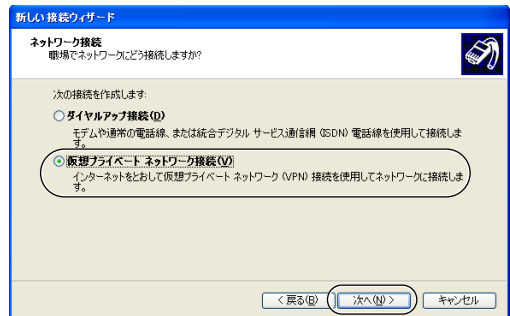 新しい接続ウィザード
ネットワーク接続
職場でネットワークにどう接続しますか?
次の接続を作成します:
ダイヤルアップ接続(D)
モデムや通常の電話線、または統合デジタル サービス通信網 (ISDN) 電話線を使用して接続しま
す。
仮想プライベート ネットワーク接続(V)
インターネットをとおして仮想プライベート ネットワーク (VPN) 接続を使用してネットワークに接続しま
す。
< 戻る(B)
次へ(N) >
キャンセル